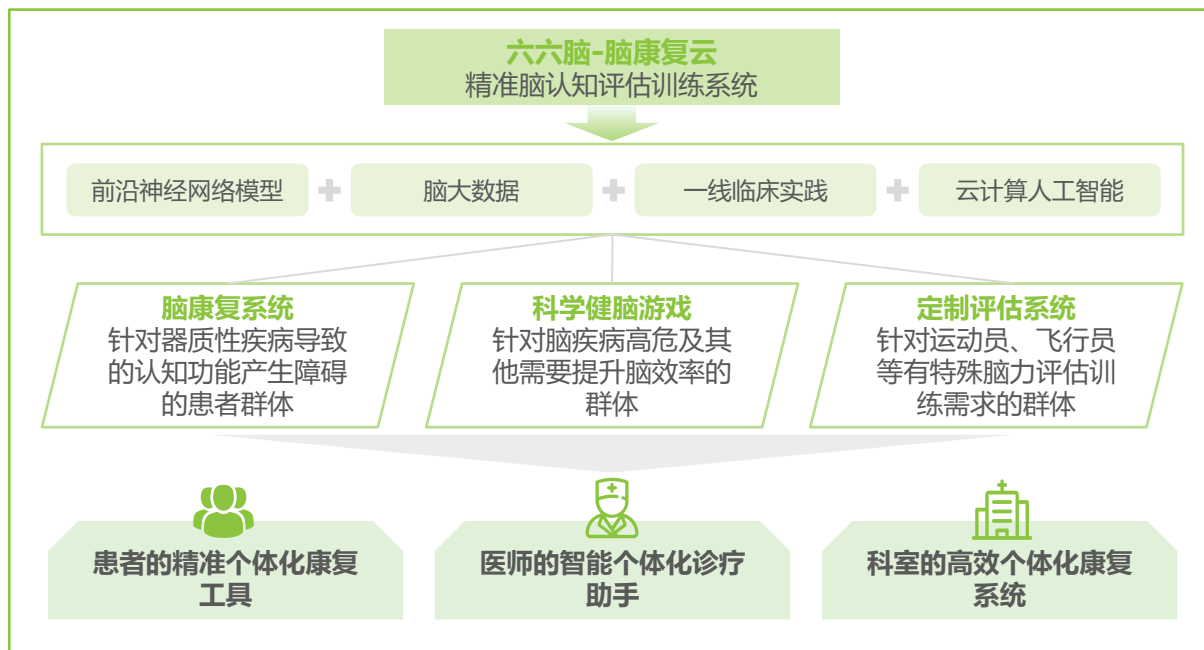 六六脑-脑康复云
精准脑认知评估训练系统
前沿神经网络模型
脑大数据
一线临床实践
云计算人工智能
脑康复系统
针对器质性疾病导致
的认知功能产生障碍
的患者群体
科学健脑游戏
针对脑疾病高危及其
他需要提升脑效率的
群体
定制评估系统
针对运动员、飞行员
等有特殊脑力评估训
练需求的群体
患者的精准个体化康复
工具
医师的智能个体化诊疗
助手
科室的高效个体化康复
系统